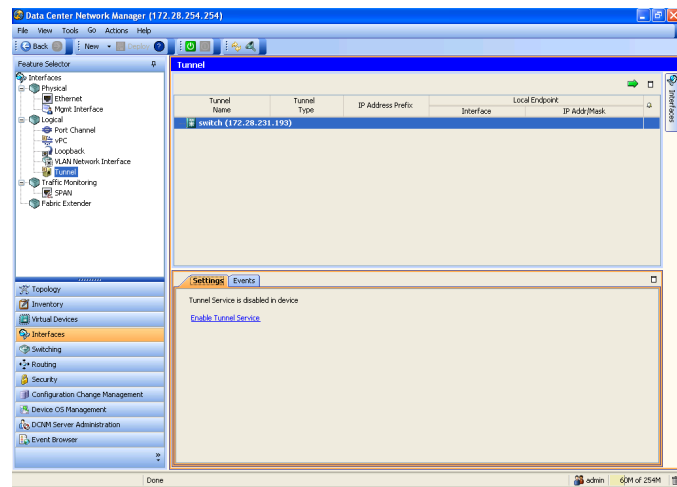 Data Center Network Manager (172.28.254.254)
File View Tools Go Actions Help
Back New Deploy
Feature Selector
Interfaces
Physical
Ethernet
Mgmt Interface
Logical
Port Channel
vPC
Loopback
VLAN Network Interface
Tunnel
Traffic Monitoring
SPAN
Fabric Extender
Topology
Inventory
Virtual Devices
Interfaces
Switching
Routing
Security
Configuration Change Management
Device OS Management
DCNM Server Administration
Event Browser
Tunnel
Tunnel Name
Tunnel Type
IP Address Prefix
Local Endpoint
Interface
IP Addr/Mask
switch (172.28.231.193)
Interfaces
Settings Events
Tunnel Service is disabled in device
Enable Tunnel Service
Done
admin
60M of 254M